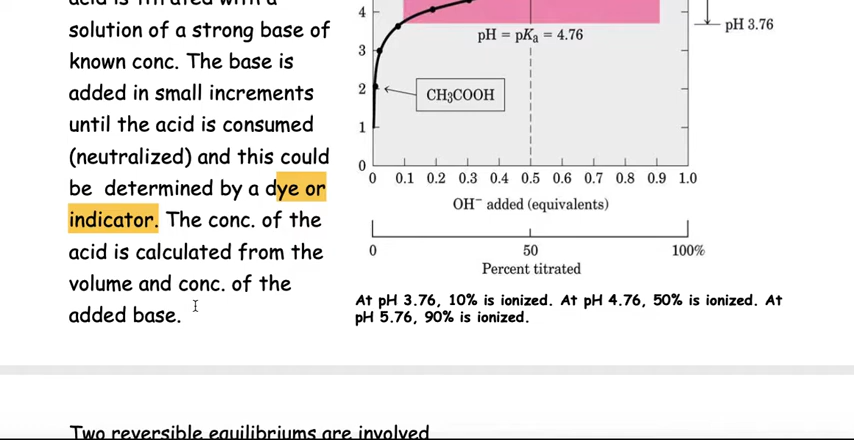 acid is titrated with a
solution of a strong base of
known conc. The base is
added in small increments
until the acid is consumed
(neutralized) and this could
be determined by a dye or
indicator. The conc. of the
acid is calculated from the
volume and conc. of the
added base.
4
3
2
1
0
pH = pKa = 4.76
pH 3.76
CH3COOH
0 0.1 0.2 0.3 0.4 0.5 0.6 0.7 0.8 0.9 1.0
OH− added (equivalents)
0 50 100%
Percent titrated
At pH 3.76, 10% is ionized. At pH 4.76, 50% is ionized. At
pH 5.76, 90% is ionized.
Two reversible equilibriums are involved